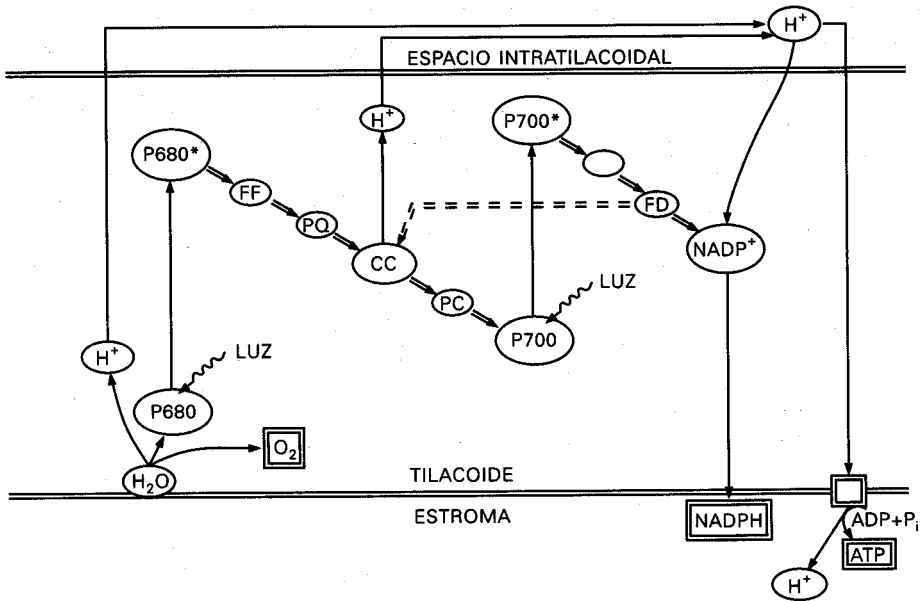 H+
ESPACIO INTRATILACOIDAL
H+
P700*
P680*
FF
FD
PQ
NADP+
CC
PC
LUZ
P700
H+
LUZ
P680
O2
H2O
TILACOIDE
ESTROMA
NADPH
ADP+Pi
ATP
H+